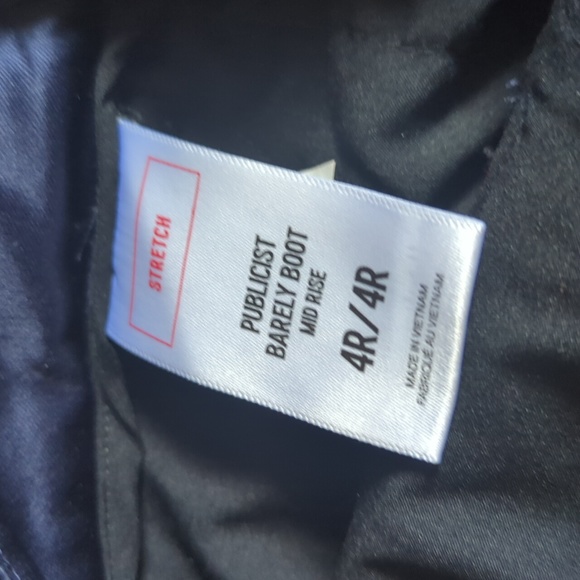 STRETCH
PUBLICIST
BARELY BOOT
MID RISE
4R/4R
MADE IN VIETNAM
FABRIQUÉ AU VIETNAM